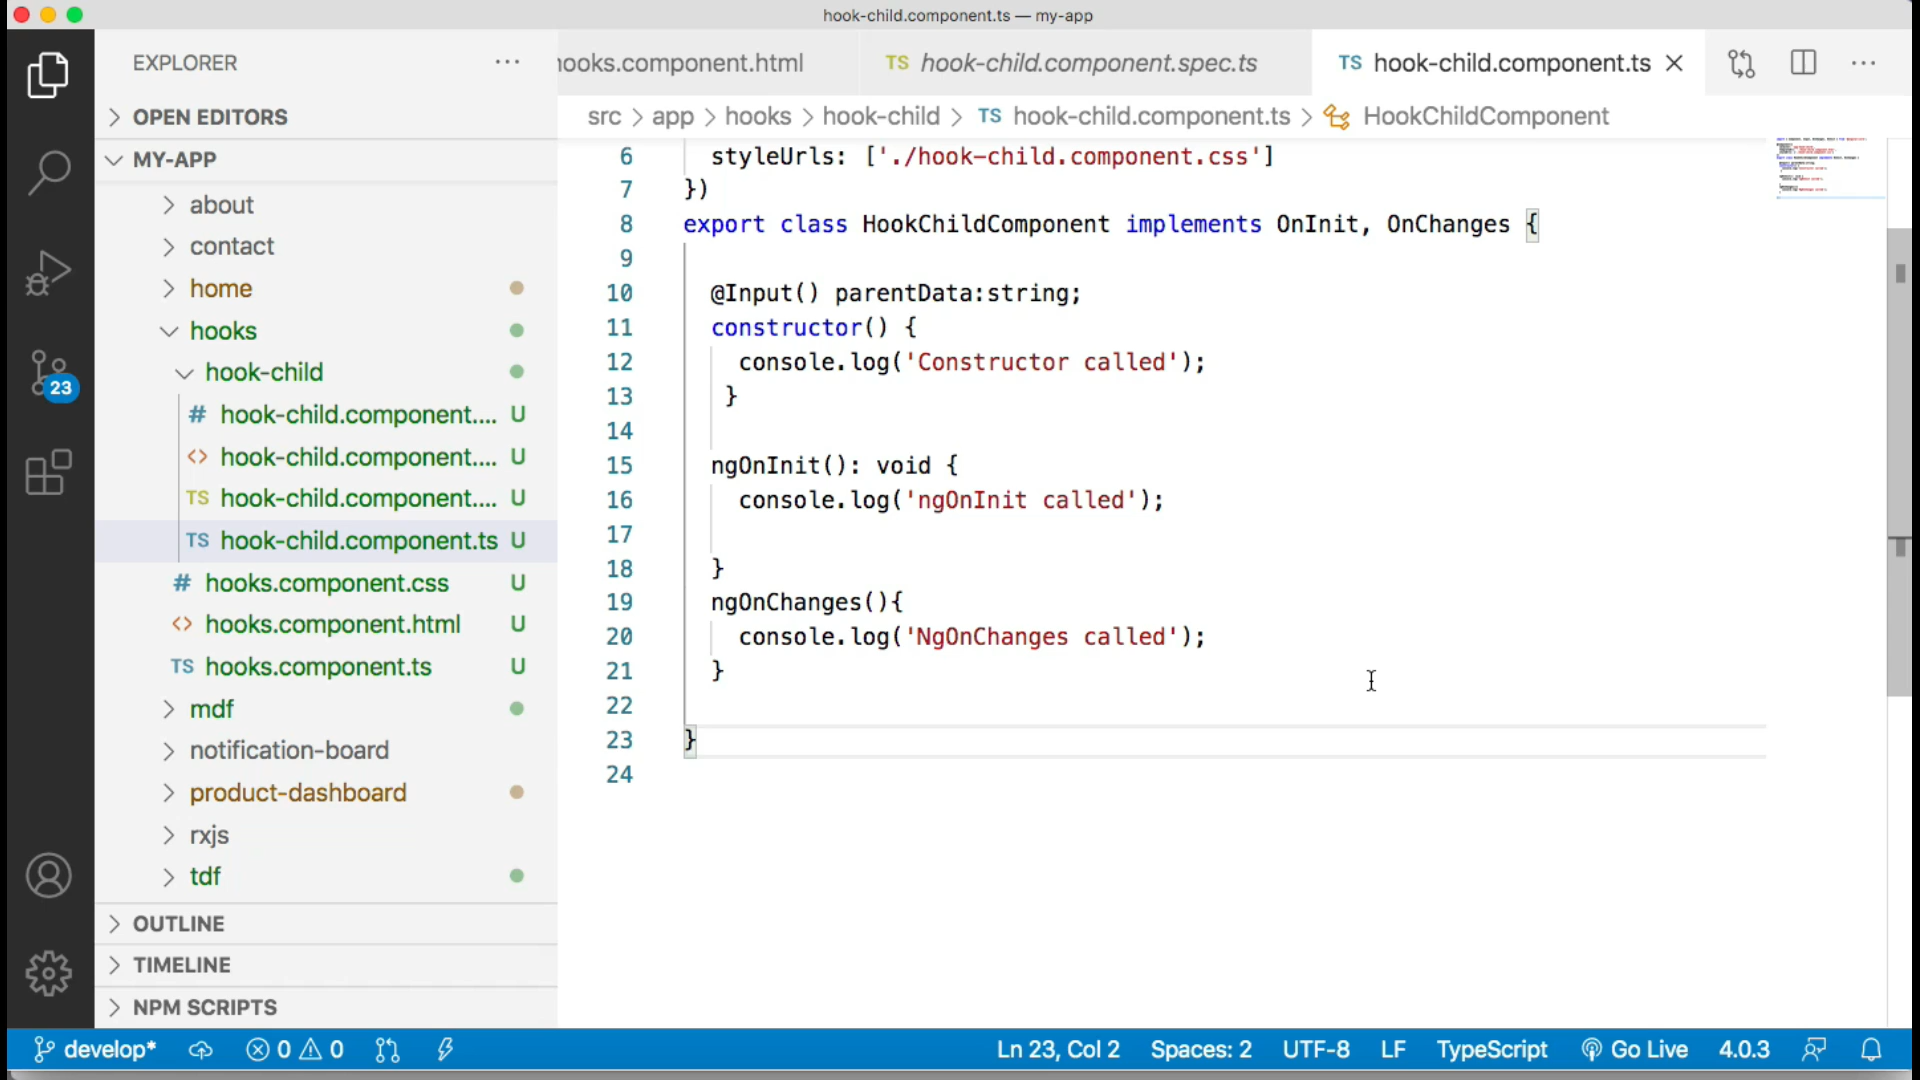 hook-child.component.ts — my-app
EXPLORER
OPEN EDITORS
MY-APP
about
contact
home
hooks
hook-child
# hook-child.component.... U
<> hook-child.component.... U
TS hook-child.component.... U
TS hook-child.component.ts U
# hooks.component.css U
<> hooks.component.html U
TS hooks.component.ts U
mdf
notification-board
product-dashboard
rxjs
tdf
OUTLINE
TIMELINE
NPM SCRIPTS
23
hooks.component.html
TS hook-child.component.spec.ts
TS hook-child.component.ts
src > app > hooks > hook-child > TS hook-child.component.ts > HookChildComponent
6 styleUrls: ['./hook-child.component.css']
7 })
8 export class HookChildComponent implements OnInit, OnChanges {
9
10 @Input() parentData:string;
11 constructor() {
12 console.log('Constructor called');
13 }
14
15 ngOnInit(): void {
16 console.log('ngOnInit called');
17
18 }
19 ngOnChanges(){
20 console.log('NgOnChanges called');
21 }
22
23 }
24
develop* 0 0 Ln 23, Col 2 Spaces: 2 UTF-8 LF TypeScript Go Live 4.0.3